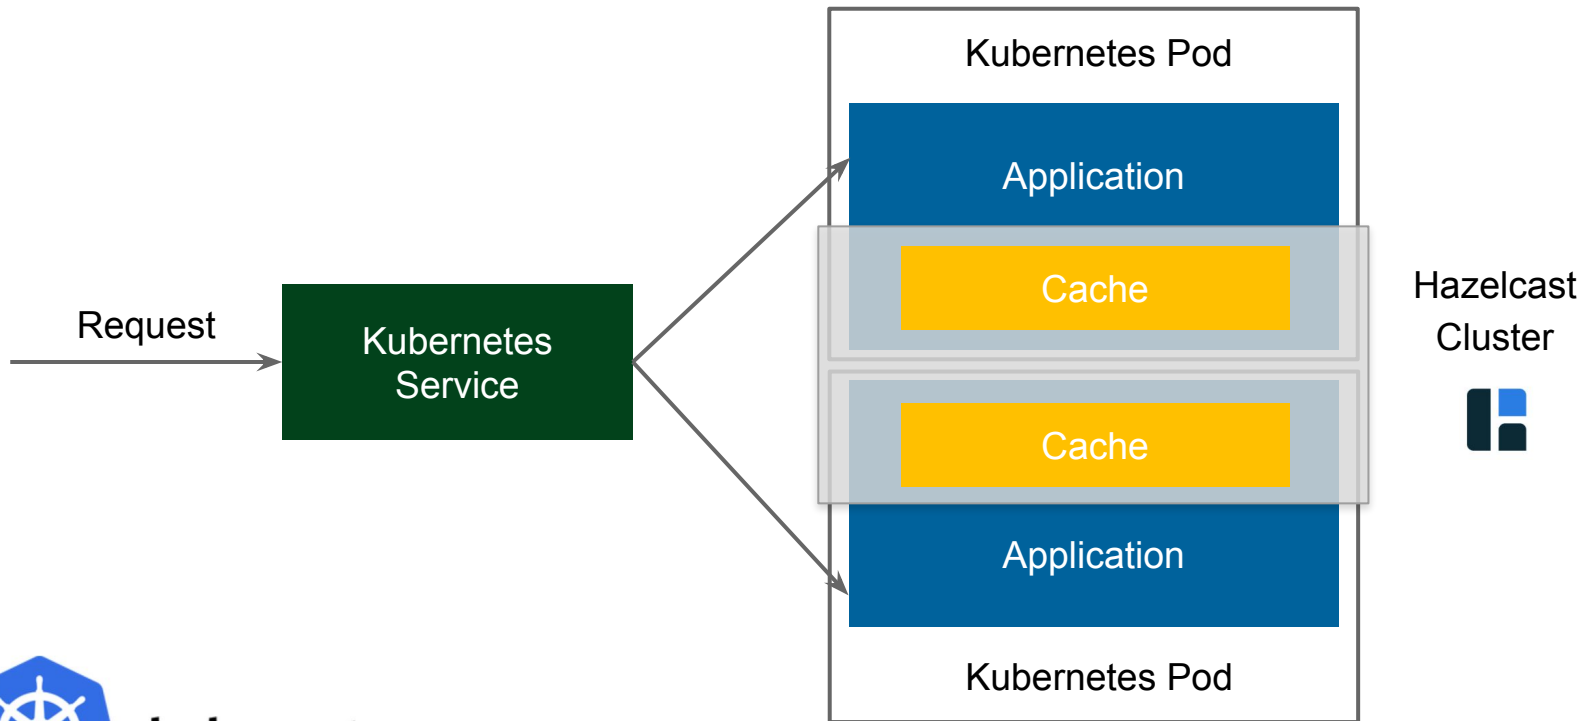 Kubernetes Pod
Application
Cache
Request
Kubernetes
Service
Hazelcast
Cluster
Cache
Application
Kubernetes Pod